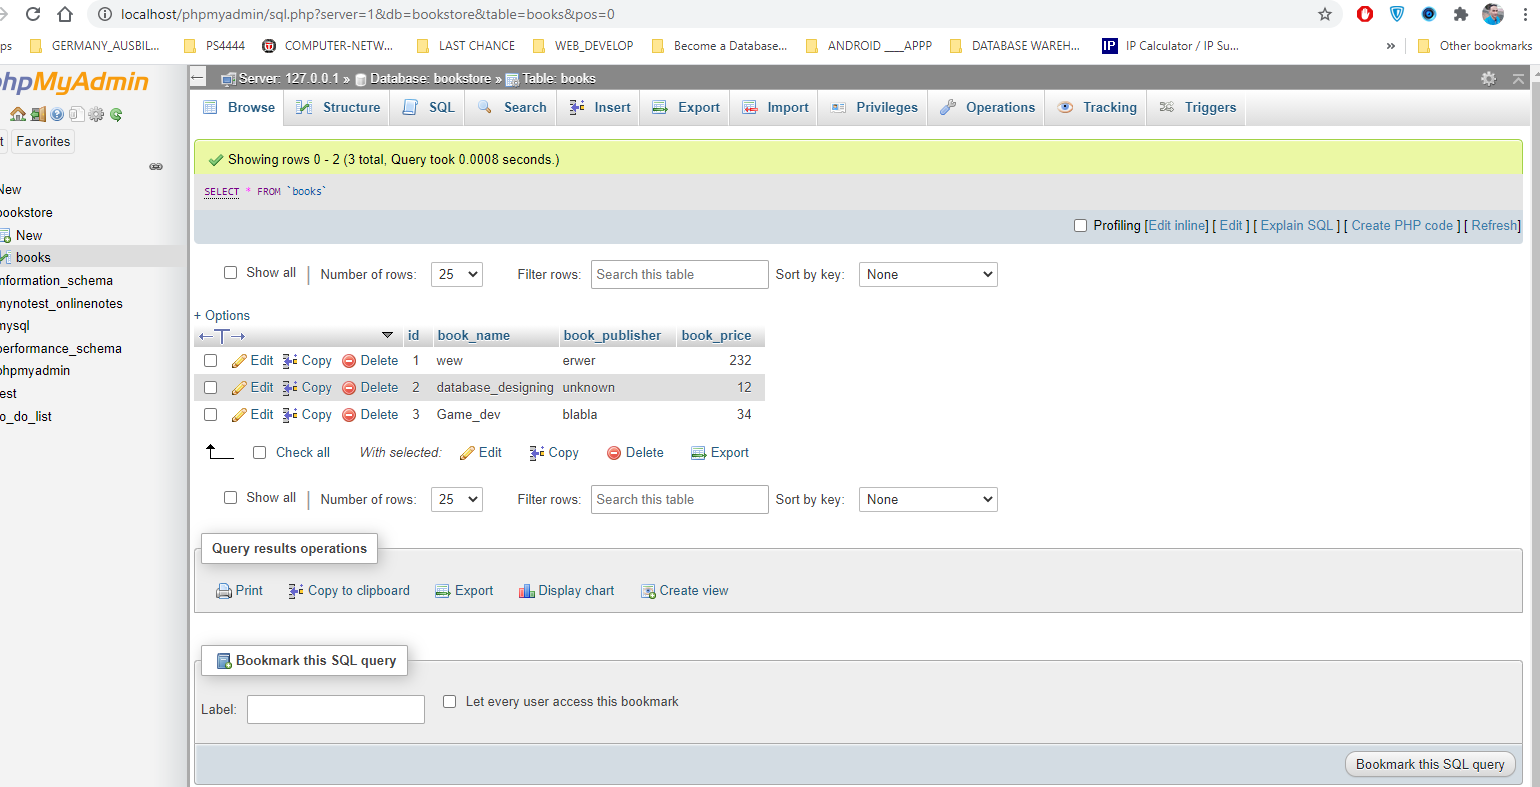 localhost/phpmyadmin/sql.php?server=1&db=bookstore&table=books&pos=0
ps GERMANY_AUSBIL... PS4444 COMPUTER-NETW... LAST CHANCE WEB_DEVELOP Become a Database... ANDROID ___APPP DATABASE WAREH... IP IP Calculator / IP Su... » Other bookmarks
hpMyAdmin
← Server: 127.0.0.1 » Database: bookstore » Table: books
Browse Structure SQL Search Insert Export Import Privileges Operations Tracking Triggers
t Favorites
New
bookstore
New
books
information_schema
mynotest_onlinenotes
mysql
performance_schema
phpmyadmin
est
to_do_list
Showing rows 0 - 2 (3 total, Query took 0.0008 seconds.)
SELECT * FROM `books`
Profiling [Edit inline] [ Edit ] [ Explain SQL ] [ Create PHP code ] [ Refresh]
Show all | Number of rows: 25 Filter rows: Search this table Sort by key: None
+ Options
←T→ id book_name book_publisher book_price
Edit Copy Delete 1 wew erwer 232
Edit Copy Delete 2 database_designing unknown 12
Edit Copy Delete 3 Game_dev blabla 34
Check all With selected: Edit Copy Delete Export
Show all | Number of rows: 25 Filter rows: Search this table Sort by key: None
Query results operations
Print Copy to clipboard Export Display chart Create view
Bookmark this SQL query
Label: Let every user access this bookmark
Bookmark this SQL query